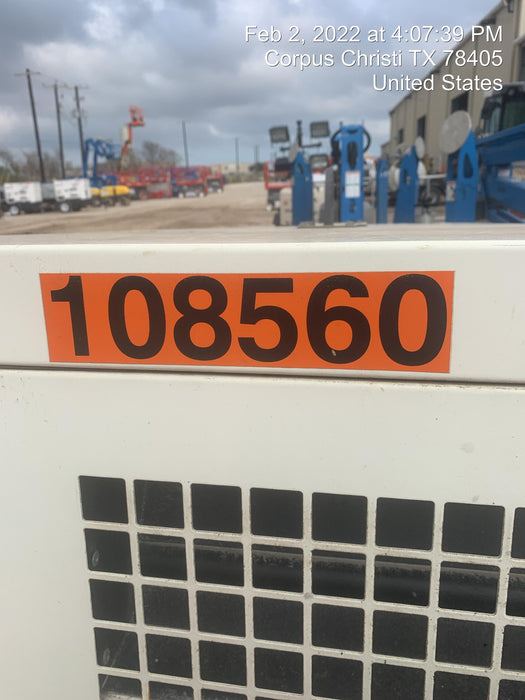 Feb 2, 2022 at 4:07:39 PM
Corpus Christi TX 78405
United States
108560